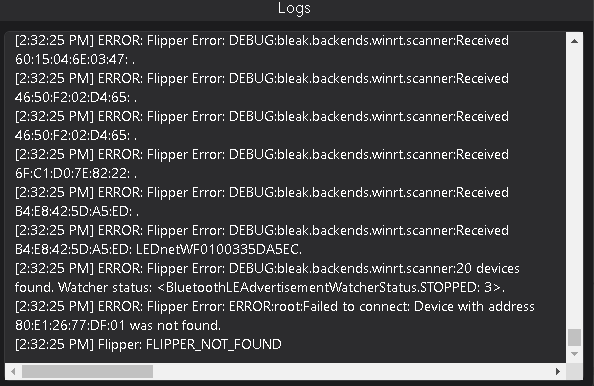 Logs
[2:32:25 PM] ERROR: Flipper Error: DEBUG:bleak.backends.winrt.scanner:Received
60:15:04:6E:03:47: .
[2:32:25 PM] ERROR: Flipper Error: DEBUG:bleak.backends.winrt.scanner:Received
46:50:F2:02:D4:65: .
[2:32:25 PM] ERROR: Flipper Error: DEBUG:bleak.backends.winrt.scanner:Received
46:50:F2:02:D4:65: .
[2:32:25 PM] ERROR: Flipper Error: DEBUG:bleak.backends.winrt.scanner:Received
6F:C1:D0:7E:82:22: .
[2:32:25 PM] ERROR: Flipper Error: DEBUG:bleak.backends.winrt.scanner:Received
B4:E8:42:5D:A5:ED: .
[2:32:25 PM] ERROR: Flipper Error: DEBUG:bleak.backends.winrt.scanner:Received
B4:E8:42:5D:A5:ED: LEDnetWF0100335DA5EC.
[2:32:25 PM] ERROR: Flipper Error: DEBUG:bleak.backends.winrt.scanner:20 devices
found. Watcher status: <BluetoothLEAdvertisementWatcherStatus.STOPPED: 3>.
[2:32:25 PM] ERROR: Flipper Error: ERROR:root:Failed to connect: Device with address
80:E1:26:77:DF:01 was not found.
[2:32:25 PM] Flipper: FLIPPER_NOT_FOUND